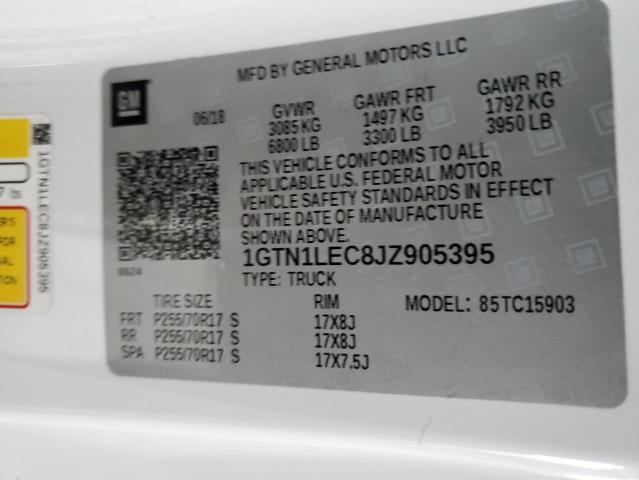 MFD BY GENERAL MOTORS LLC
GM
06/18 GVWR GAWR FRT GAWR RR
3085 KG 1497 KG 1792 KG
6800 LB 3300 LB 3950 LB
THIS VEHICLE CONFORMS TO ALL
APPLICABLE U.S. FEDERAL MOTOR
VEHICLE SAFETY STANDARDS IN EFFECT
ON THE DATE OF MANUFACTURE
SHOWN ABOVE.
8624
1GTN1LEC8JZ905395
TYPE: TRUCK
TIRE SIZE RIM MODEL: 85TC15903
FRT P255/70R17 S 17X8J
RR P255/70R17 S 17X8J
SPA P255/70R17 S 17X7.5J
1GTN1LEC8JZ905395